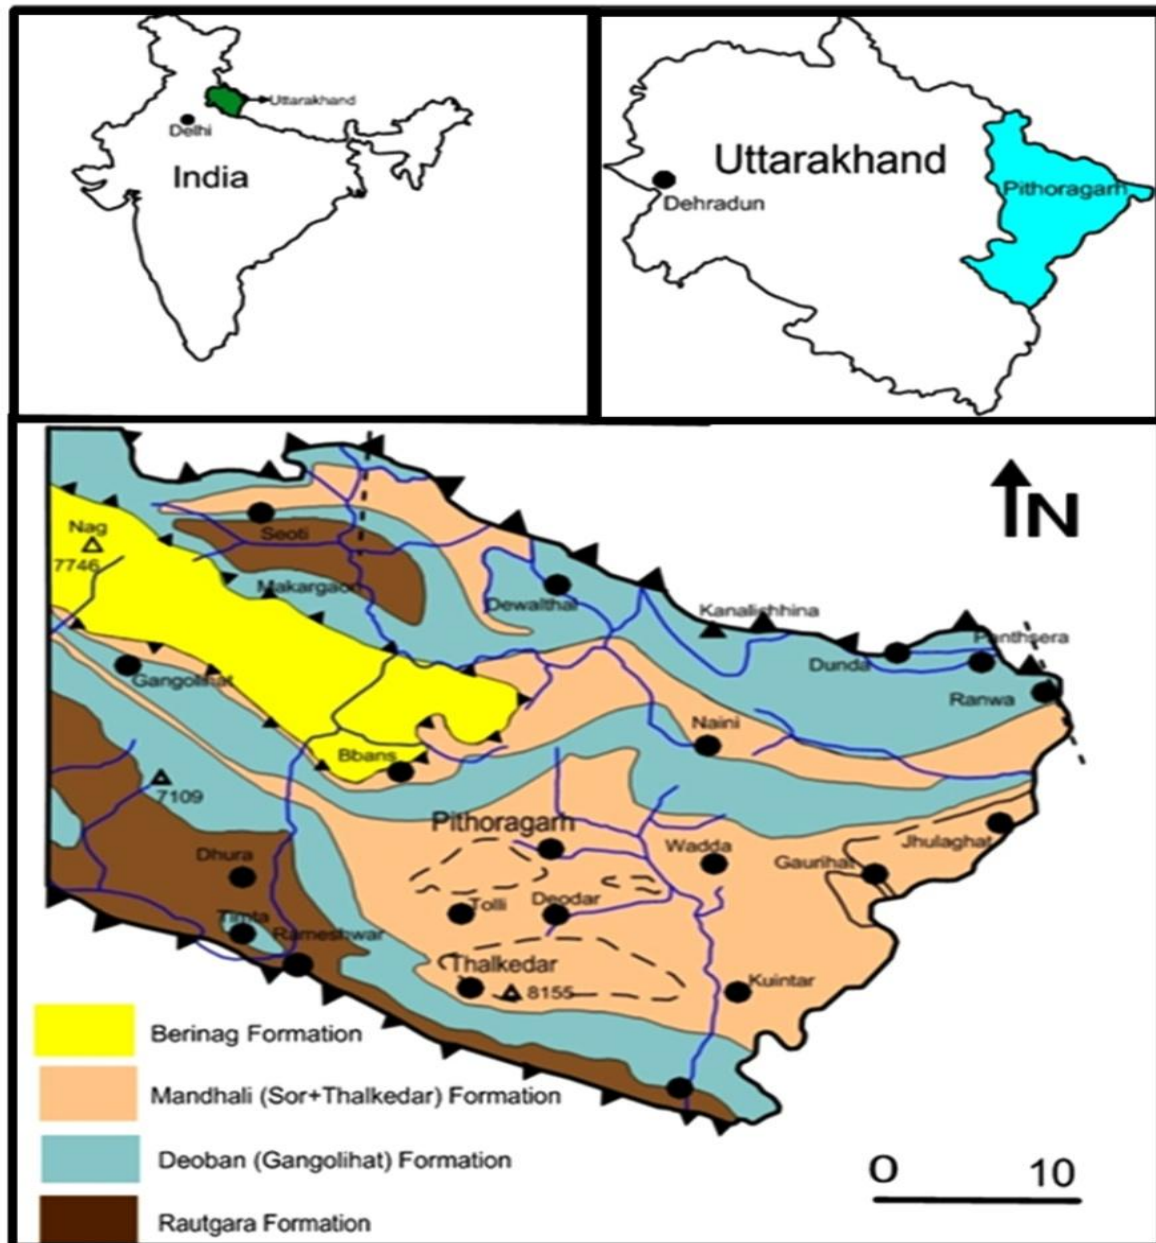 Uttarakhand
Delhi
India
Uttarakhand
Pithoragarh
Dehradun
N
Nag
7746
Seoti
Makargaon
Dewalthal
Kanalichhina
Panthsera
Dunda
Ranwa
Gangolihat
Naini
Bbans
7109
Pithoragarh
Wadda
Jhulaghat
Gaurihat
Dhura
Tolli
Deodar
Timta
Rameshwar
Thalkedar
8155
Kuintar
Berinag Formation
Mandhali (Sor+Thalkedar) Formation
Deoban (Gangolihat) Formation
Rautgara Formation
0 10